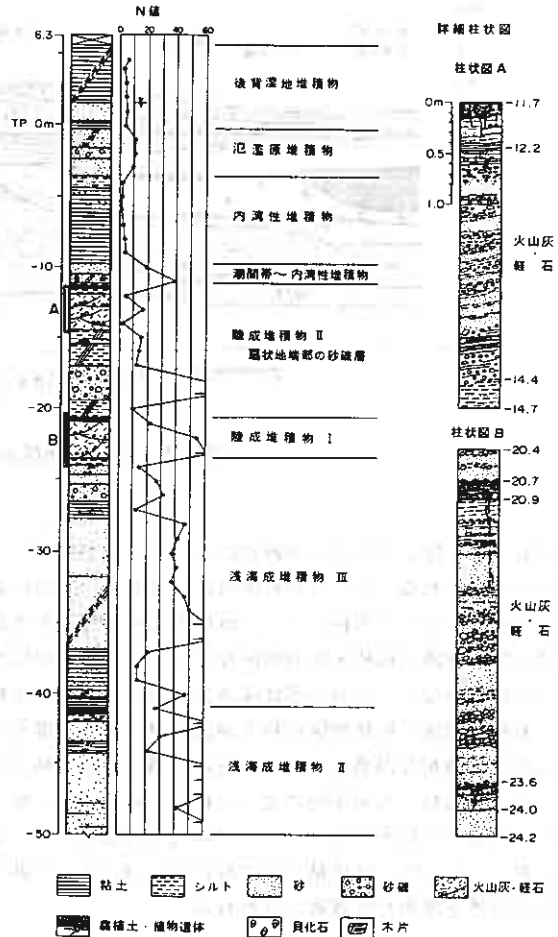 N値
0 20 40 60
6.3
TP 0m
-10
-20
-30
-40
-50
A
B
後背湿地堆積物
氾濫原堆積物
内湾性堆積物
潮間帯～内湾性堆積物
陸成堆積物 II
扇状地端部の砂礫層
陸成堆積物 I
浅海成堆積物 III
浅海成堆積物 II
詳細柱状図
柱状図A
0m
0.5
1.0
-11.7
-12.2
火山灰・軽石
-14.4
-14.7
柱状図B
-20.4
-20.7
-20.9
火山灰・軽石
-23.6
-24.0
-24.2
粘土 シルト 砂 砂礫 火山灰・軽石
腐植土・植物遺体 貝化石 木片